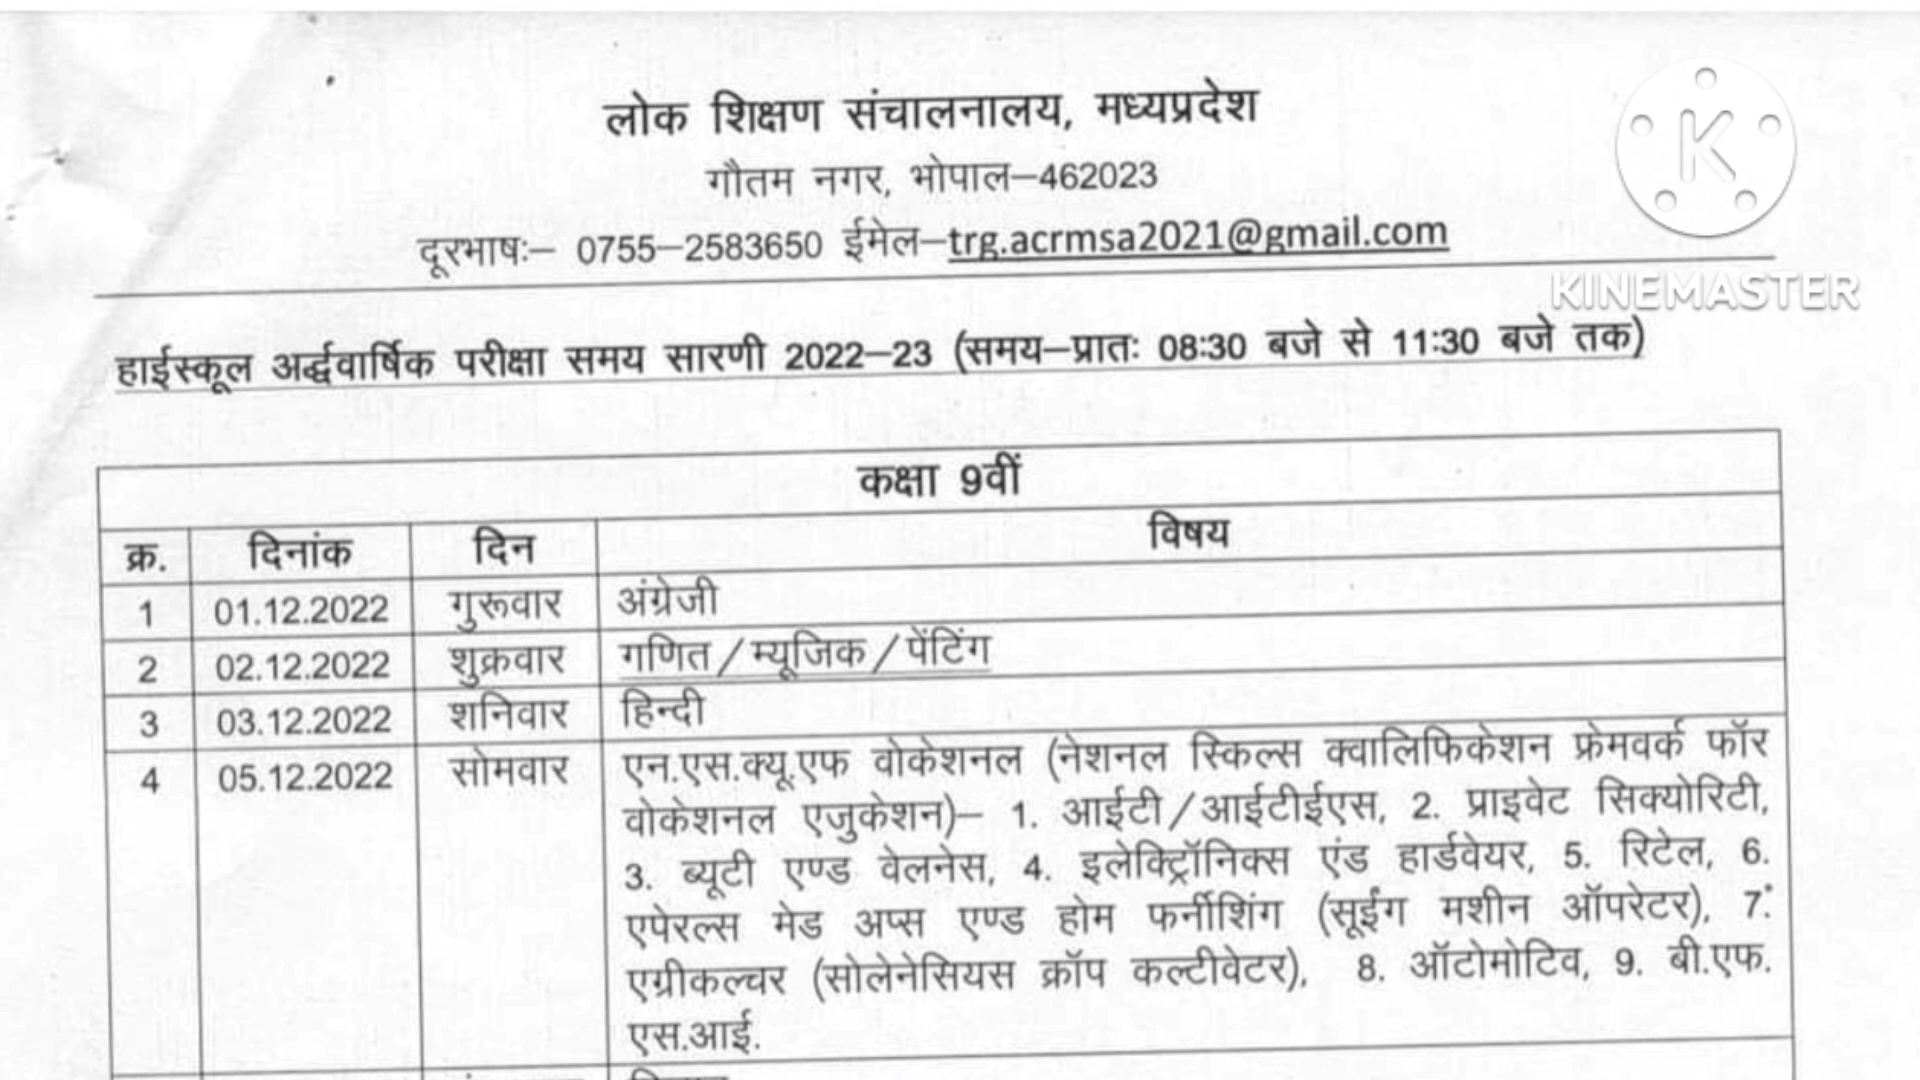 लोक शिक्षण संचालनालय, मध्यप्रदेश
गौतम नगर, भोपाल–462023
दूरभाषः– 0755–2583650 ईमेल–trg.acrmsa2021@gmail.com
K
KINEMASTER
हाईस्कूल अर्द्धवार्षिक परीक्षा समय सारणी 2022–23 (समय–प्रातः 08:30 बजे से 11:30 बजे तक)
कक्षा 9वीं
क्र. दिनांक दिन विषय
1 01.12.2022 गुरूवार अंग्रेजी
2 02.12.2022 शुक्रवार गणित/म्यूजिक/पेंटिंग
3 03.12.2022 शनिवार हिन्दी
4 05.12.2022 सोमवार एन.एस.क्यू.एफ वोकेशनल (नेशनल स्किल्स क्वालिफिकेशन फ्रेमवर्क फॉर
वोकेशनल एजुकेशन)– 1. आईटी/आईटीईएस, 2. प्राइवेट सिक्योरिटी,
3. ब्यूटी एण्ड वेलनेस, 4. इलेक्ट्रॉनिक्स एंड हार्डवेयर, 5. रिटेल, 6.
एपेरल्स मेड अप्स एण्ड होम फर्नीशिंग (सूईंग मशीन ऑपरेटर), 7.
एग्रीकल्चर (सोलेनेसियस क्रॉप कल्टीवेटर), 8. ऑटोमोटिव, 9. बी.एफ.
एस.आई.